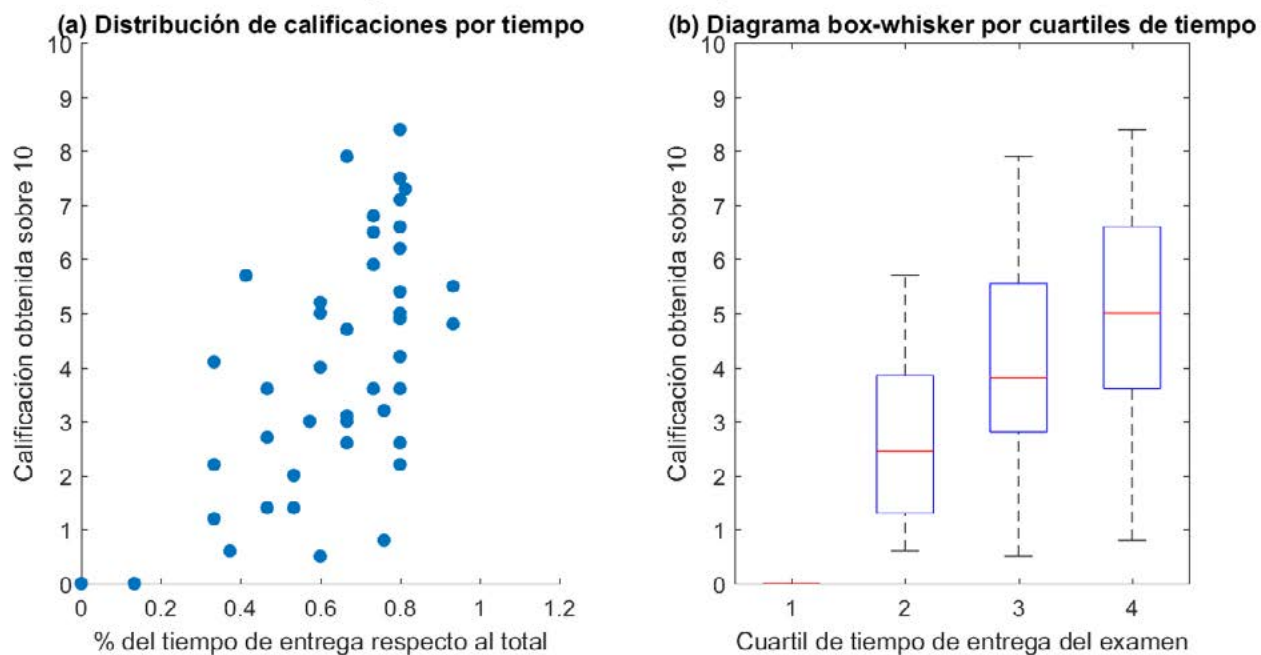 (a) Distribución de calificaciones por tiempo
10
9
8
7
6
5
4
3
2
1
0
Calificación obtenida sobre 10
0 0.2 0.4 0.6 0.8 1 1.2
% del tiempo de entrega respecto al total
(b) Diagrama box-whisker por cuartiles de tiempo
10
9
8
7
6
5
4
3
2
1
0
Calificación obtenida sobre 10
1 2 3 4
Cuartil de tiempo de entrega del examen